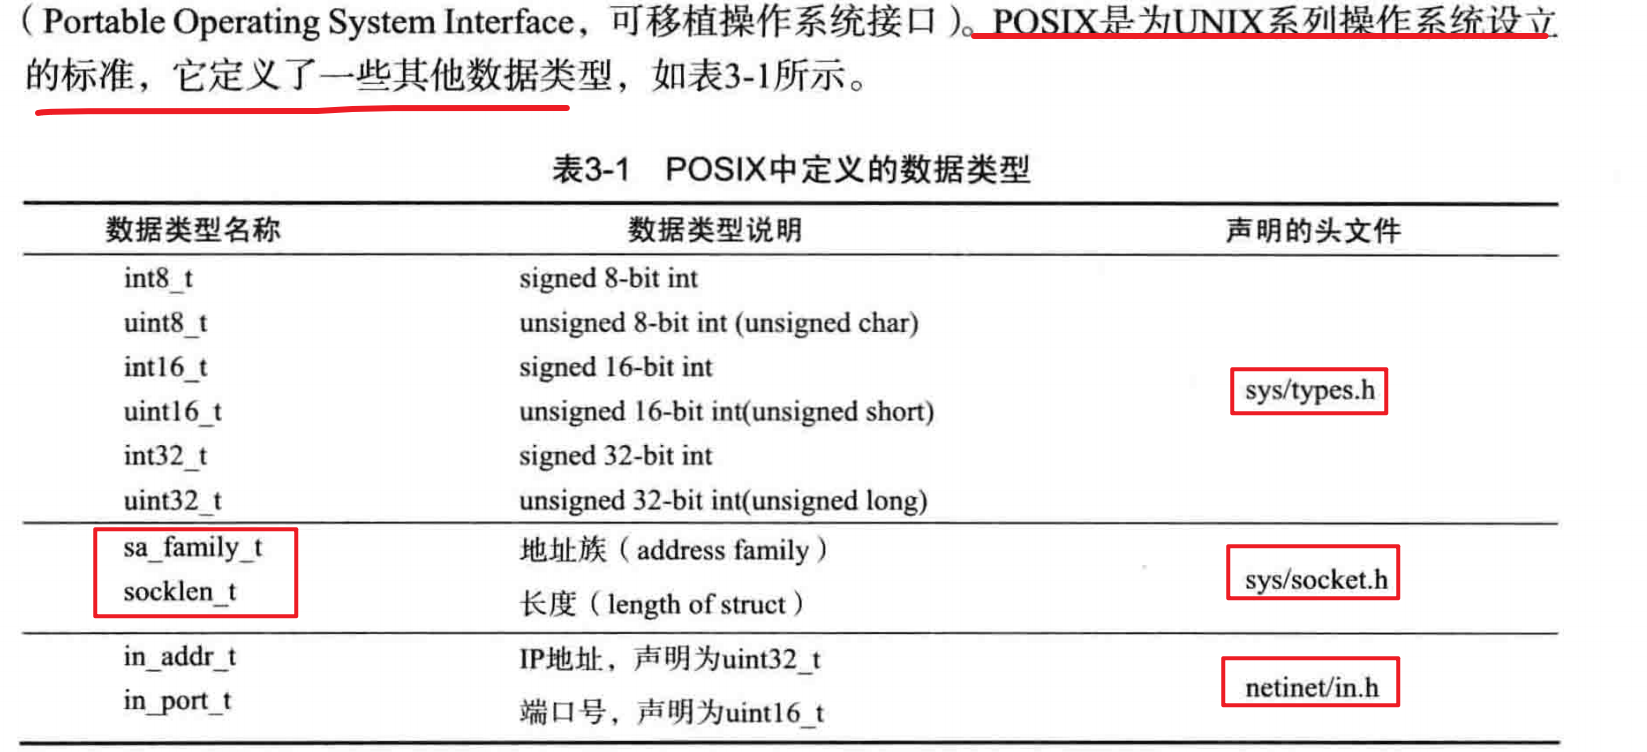 （Portable Operating System Interface，可移植操作系统接口）。POSIX是为UNIX系列操作系统设立
的标准，它定义了一些其他数据类型，如表3-1所示。
表3-1 POSIX中定义的数据类型
数据类型名称 数据类型说明 声明的头文件
int8_t signed 8-bit int
uint8_t unsigned 8-bit int (unsigned char)
int16_t signed 16-bit int
sys/types.h
uint16_t unsigned 16-bit int(unsigned short)
int32_t signed 32-bit int
uint32_t unsigned 32-bit int(unsigned long)
sa_family_t 地址族（address family）
sys/socket.h
socklen_t 长度（length of struct）
in_addr_t IP地址，声明为uint32_t
netinet/in.h
in_port_t 端口号，声明为uint16_t